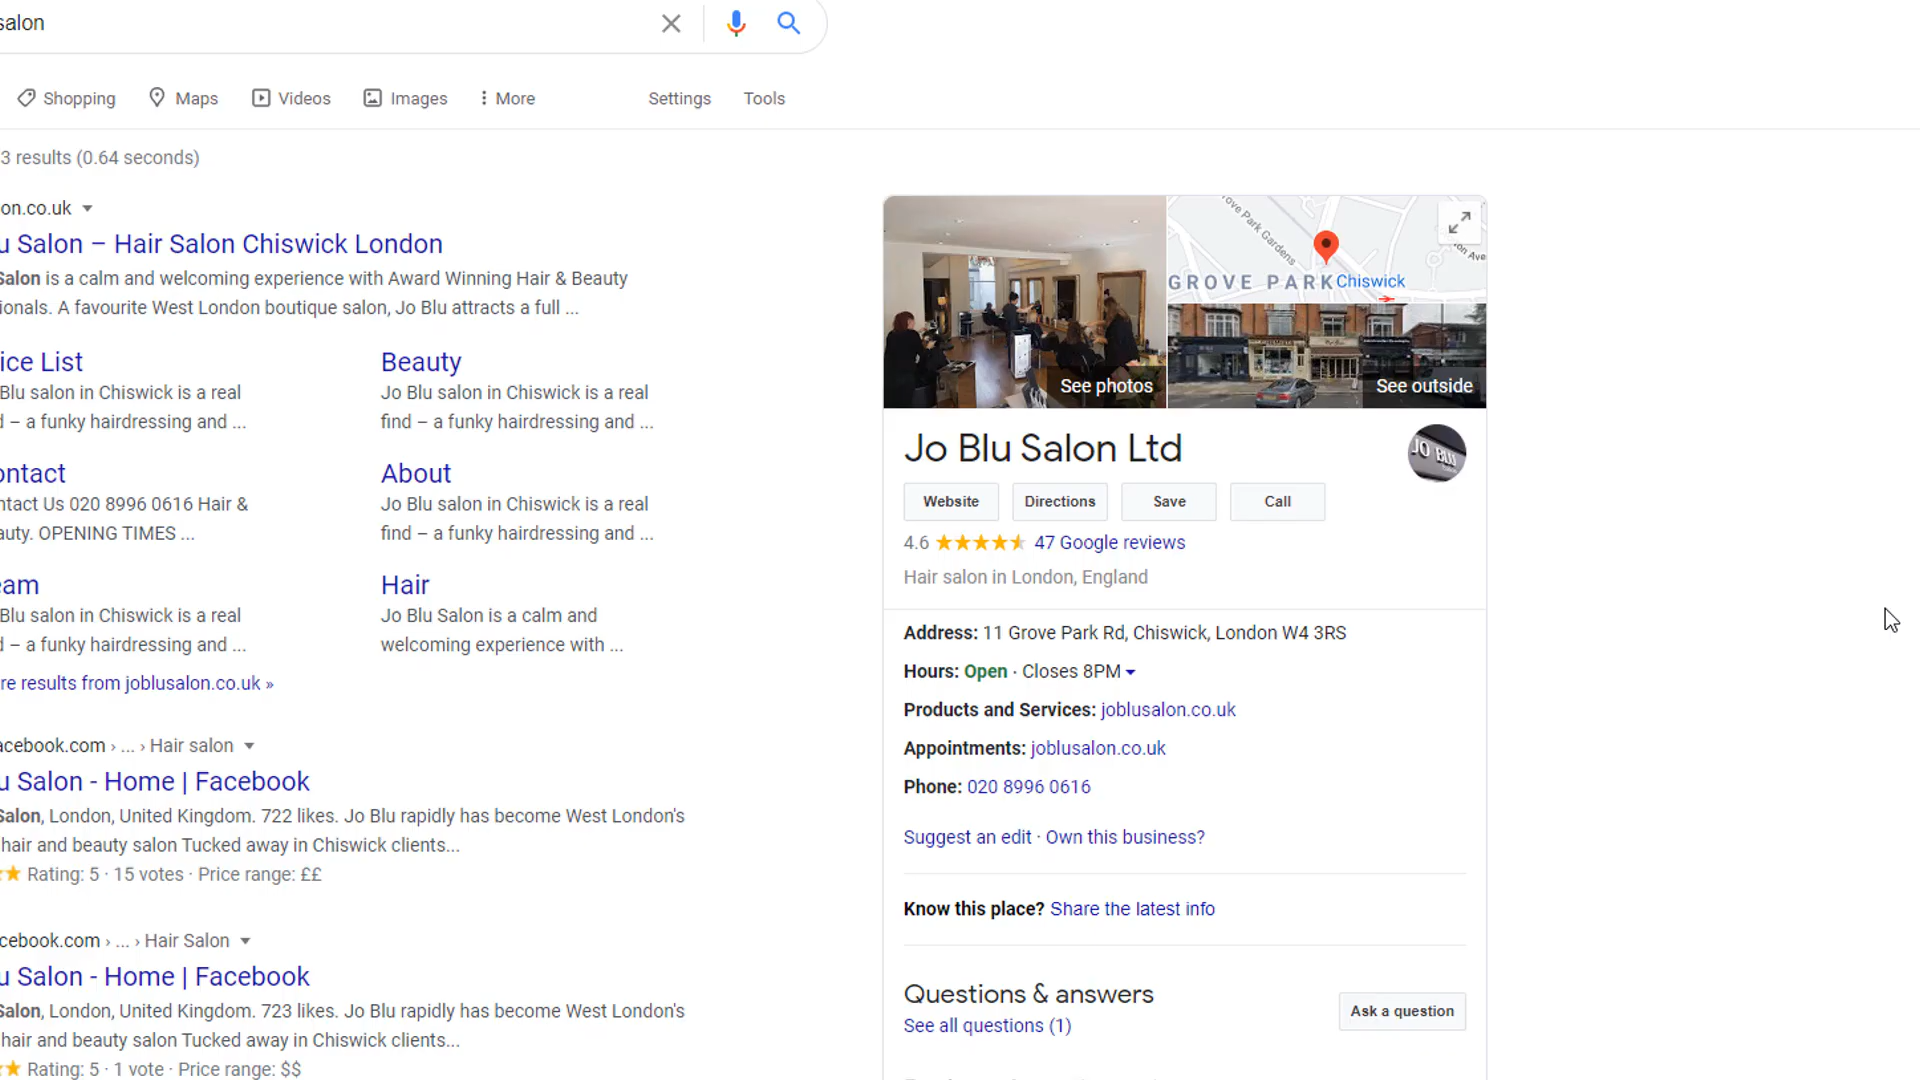 salon
Shopping Maps Videos Images More Settings Tools
3 results (0.64 seconds)
on.co.uk
u Salon – Hair Salon Chiswick London
Salon is a calm and welcoming experience with Award Winning Hair & Beauty
ionals. A favourite West London boutique salon, Jo Blu attracts a full ...
ice List
Blu salon in Chiswick is a real
d – a funky hairdressing and ...
Beauty
Jo Blu salon in Chiswick is a real
find – a funky hairdressing and ...
ontact
ntact Us 020 8996 0616 Hair &
auty. OPENING TIMES ...
About
Jo Blu salon in Chiswick is a real
find – a funky hairdressing and ...
eam
Blu salon in Chiswick is a real
d – a funky hairdressing and ...
Hair
Jo Blu Salon is a calm and
welcoming experience with ...
re results from joblusalon.co.uk »
acebook.com › ... › Hair salon
u Salon - Home | Facebook
Salon, London, United Kingdom. 722 likes. Jo Blu rapidly has become West London's
hair and beauty salon Tucked away in Chiswick clients...
Rating: 5 · 15 votes · Price range: ££
cebook.com › ... › Hair Salon
u Salon - Home | Facebook
Salon, London, United Kingdom. 723 likes. Jo Blu rapidly has become West London's
hair and beauty salon Tucked away in Chiswick clients...
Rating: 5 · 1 vote · Price range: $$
ove Park Gardens
on Ave
GROVE PARK Chiswick
See photos
See outside
Jo Blu Salon Ltd
JO BLU
Website Directions Save Call
4.6 47 Google reviews
Hair salon in London, England
Address: 11 Grove Park Rd, Chiswick, London W4 3RS
Hours: Open · Closes 8PM
Products and Services: joblusalon.co.uk
Appointments: joblusalon.co.uk
Phone: 020 8996 0616
Suggest an edit · Own this business?
Know this place? Share the latest info
Questions & answers
See all questions (1)
Ask a question